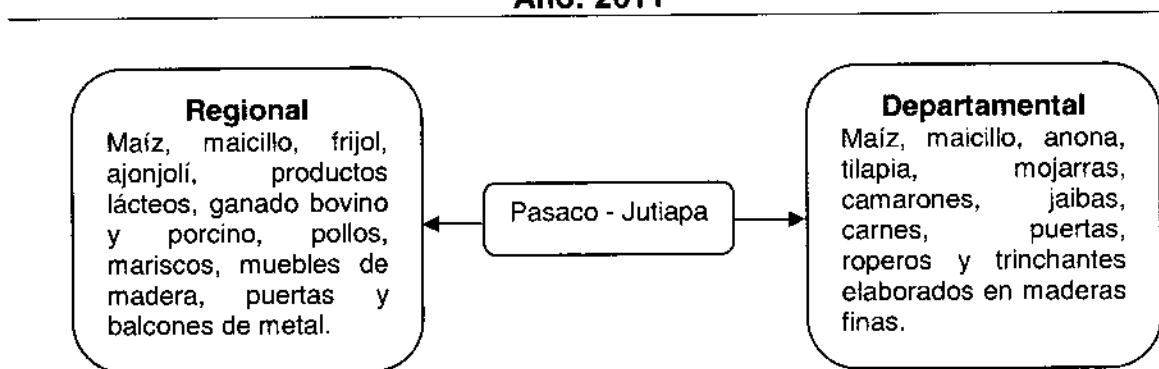 Año: 2011
Regional
Maíz, maicillo, frijol,
ajonjolí, productos
lácteos, ganado bovino
y porcino, pollos,
mariscos, muebles de
madera, puertas y
balcones de metal.
Pasaco - Jutiapa
Departamental
Maíz, maicillo, anona,
tilapia, mojarras,
camarones, jaibas,
carnes, puertas,
roperos y trinchantes
elaborados en maderas
finas.